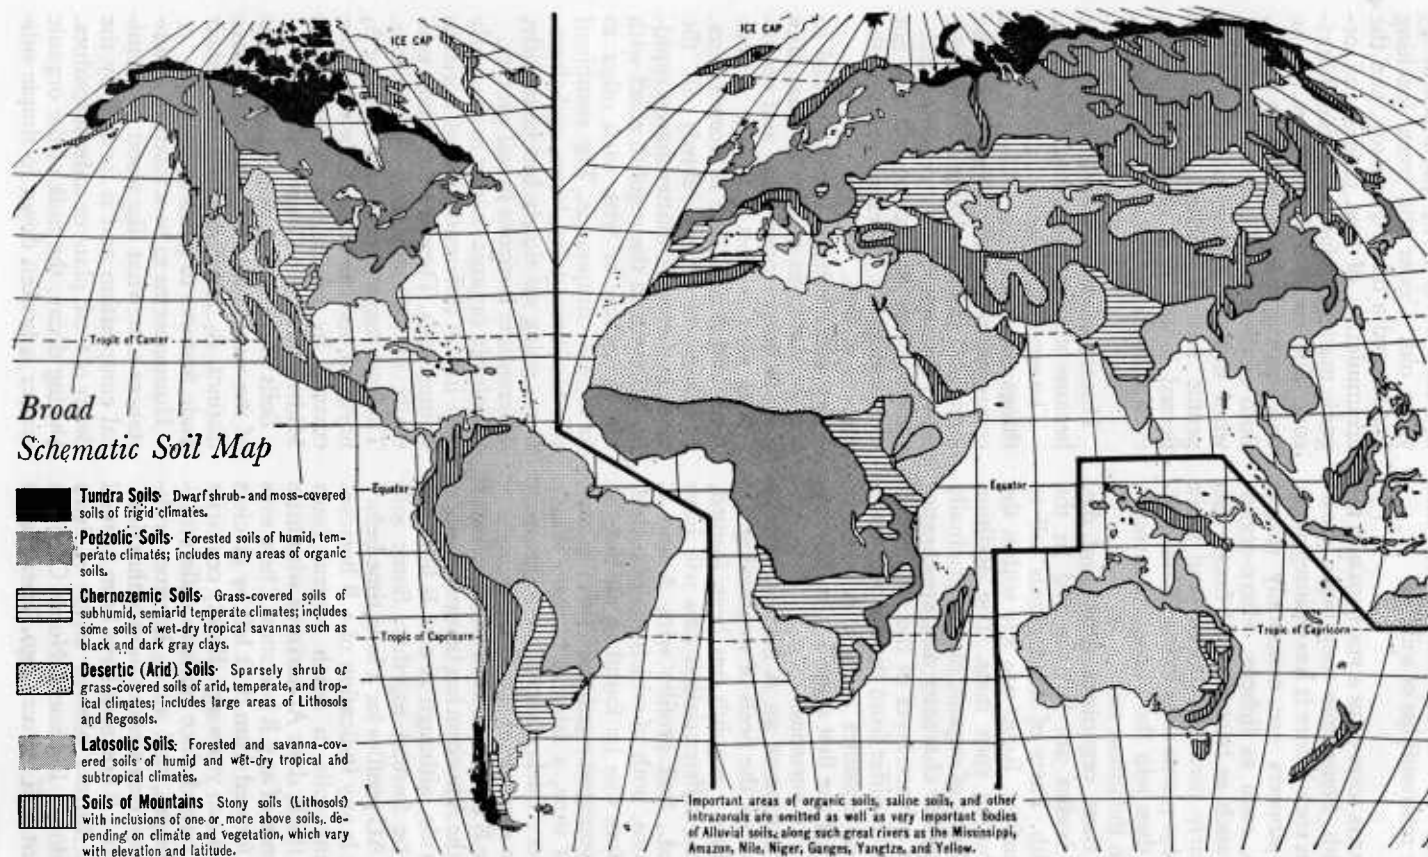 ICE CAP
ICE CAP
Tropic of Cancer
Tropic of Cancer
Broad
Schematic Soil Map
Equator
Equator
Tropic of Capricorn
Tropic of Capricorn
Tundra Soils· Dwarf shrub- and moss-covered
soils of frigid climates.
Podzolic Soils· Forested soils of humid, tem-
perate climates; includes many areas of organic
soils.
Chernozemic Soils· Grass-covered soils of
subhumid, semiarid temperate climates; includes
some soils of wet-dry tropical savannas such as
black and dark gray clays.
Desertic (Arid) Soils· Sparsely shrub or
grass-covered soils of arid, temperate, and trop-
ical climates; includes large areas of Lithosols
and Regosols.
Latosolic Soils: Forested and savanna-cov-
ered soils of humid and wet-dry tropical and
subtropical climates.
Soils of Mountains Stony soils (Lithosols)
with inclusions of one or more above soils, de-
pending on climate and vegetation, which vary
with elevation and latitude.
Important areas of organic soils, saline soils, and other
intrazonals are omitted as well as very important bodies
of Alluvial soils, along such great rivers as the Mississippi,
Amazon, Nile, Niger, Ganges, Yangtze, and Yellow.